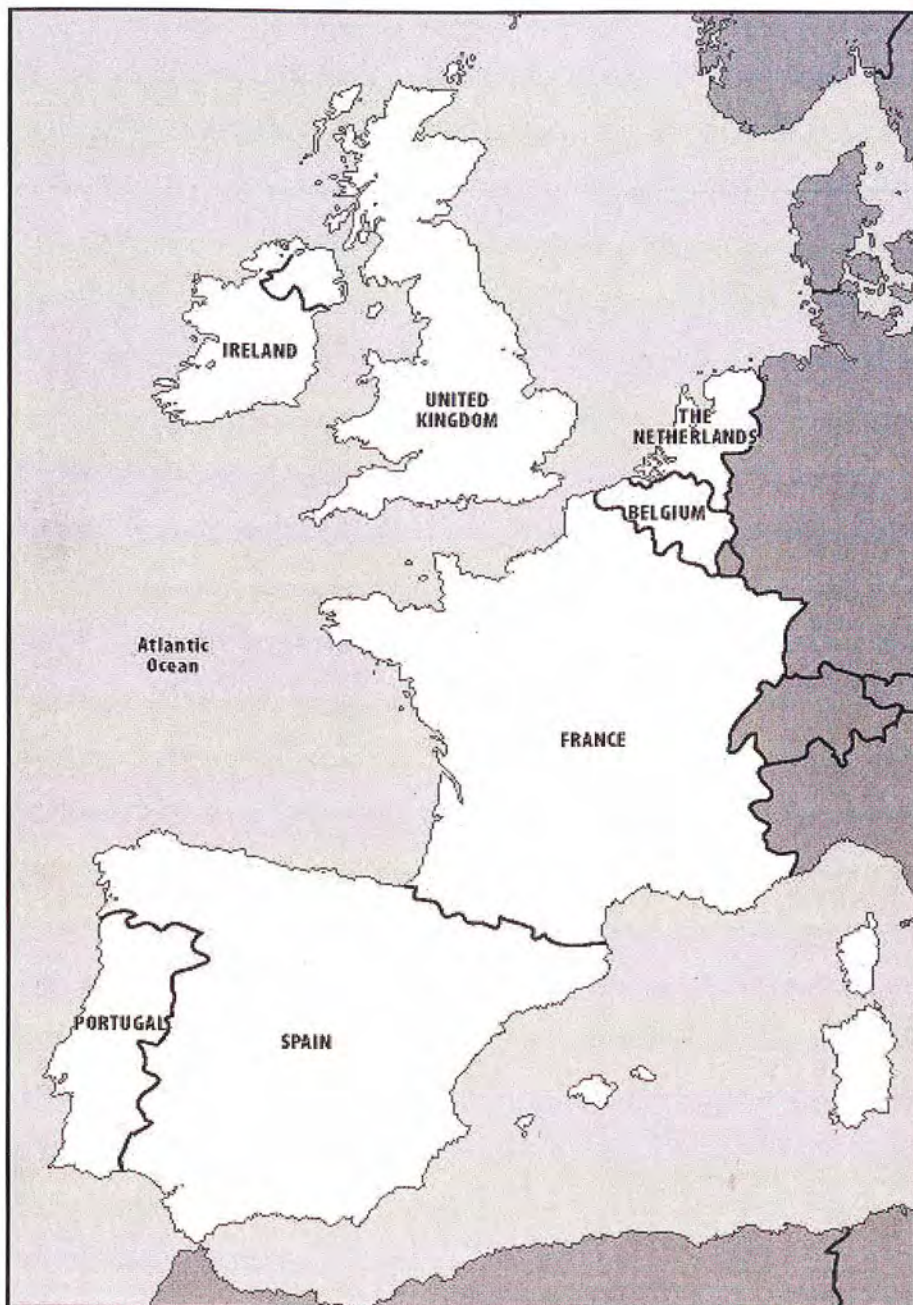 IRELAND
UNITED
KINGDOM
THE
NETHERLANDS
BELGIUM
Atlantic
Ocean
FRANCE
PORTUGAL
SPAIN